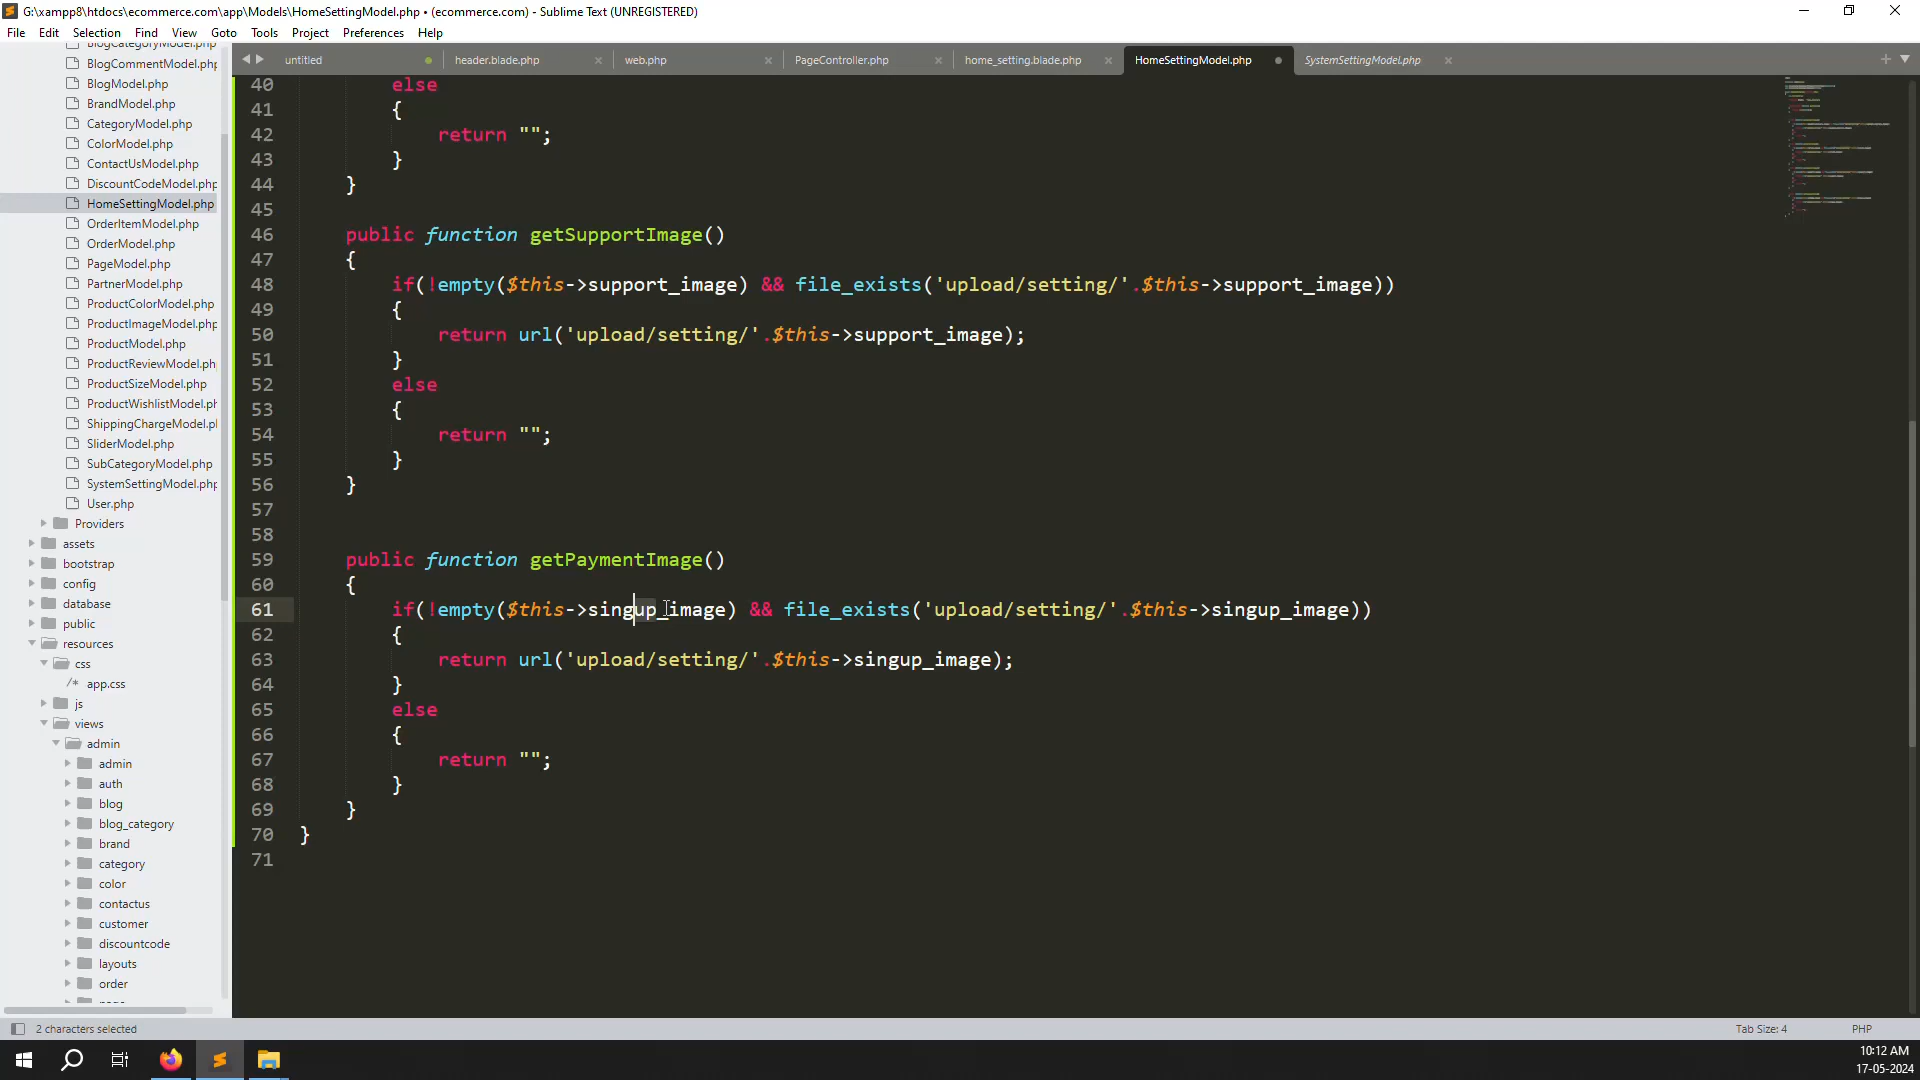 G:\xampp8\htdocs\ecommerce.com\app\Models\HomeSettingModel.php • (ecommerce.com) - Sublime Text (UNREGISTERED)
File Edit Selection Find View Goto Tools Project Preferences Help
untitled header.blade.php web.php PageController.php home_setting.blade.php HomeSettingModel.php SystemSettingModel.php
BlogCategoryModel.php
BlogCommentModel.php
BlogModel.php
BrandModel.php
CategoryModel.php
ColorModel.php
ContactUsModel.php
DiscountCodeModel.php
HomeSettingModel.php
OrderItemModel.php
OrderModel.php
PageModel.php
PartnerModel.php
ProductColorModel.php
ProductImageModel.php
ProductModel.php
ProductReviewModel.ph
ProductSizeModel.php
ProductWishlistModel.ph
ShippingChargeModel.pl
SliderModel.php
SubCategoryModel.php
SystemSettingModel.php
User.php
Providers
assets
bootstrap
config
database
public
resources
css
/* app.css
js
views
admin
admin
auth
blog
blog_category
brand
category
color
contactus
customer
discountcode
layouts
order
40 else
41 {
42 return "";
43 }
44 }
45
46 public function getSupportImage()
47 {
48 if(!empty($this->support_image) && file_exists('upload/setting/'.$this->support_image))
49 {
50 return url('upload/setting/'.$this->support_image);
51 }
52 else
53 {
54 return "";
55 }
56 }
57
58
59 public function getPaymentImage()
60 {
61 if(!empty($this->singup_image) && file_exists('upload/setting/'.$this->singup_image))
62 {
63 return url('upload/setting/'.$this->singup_image);
64 }
65 else
66 {
67 return "";
68 }
69 }
70 }
71
2 characters selected Tab Size: 4 PHP
10:12 AM
17-05-2024